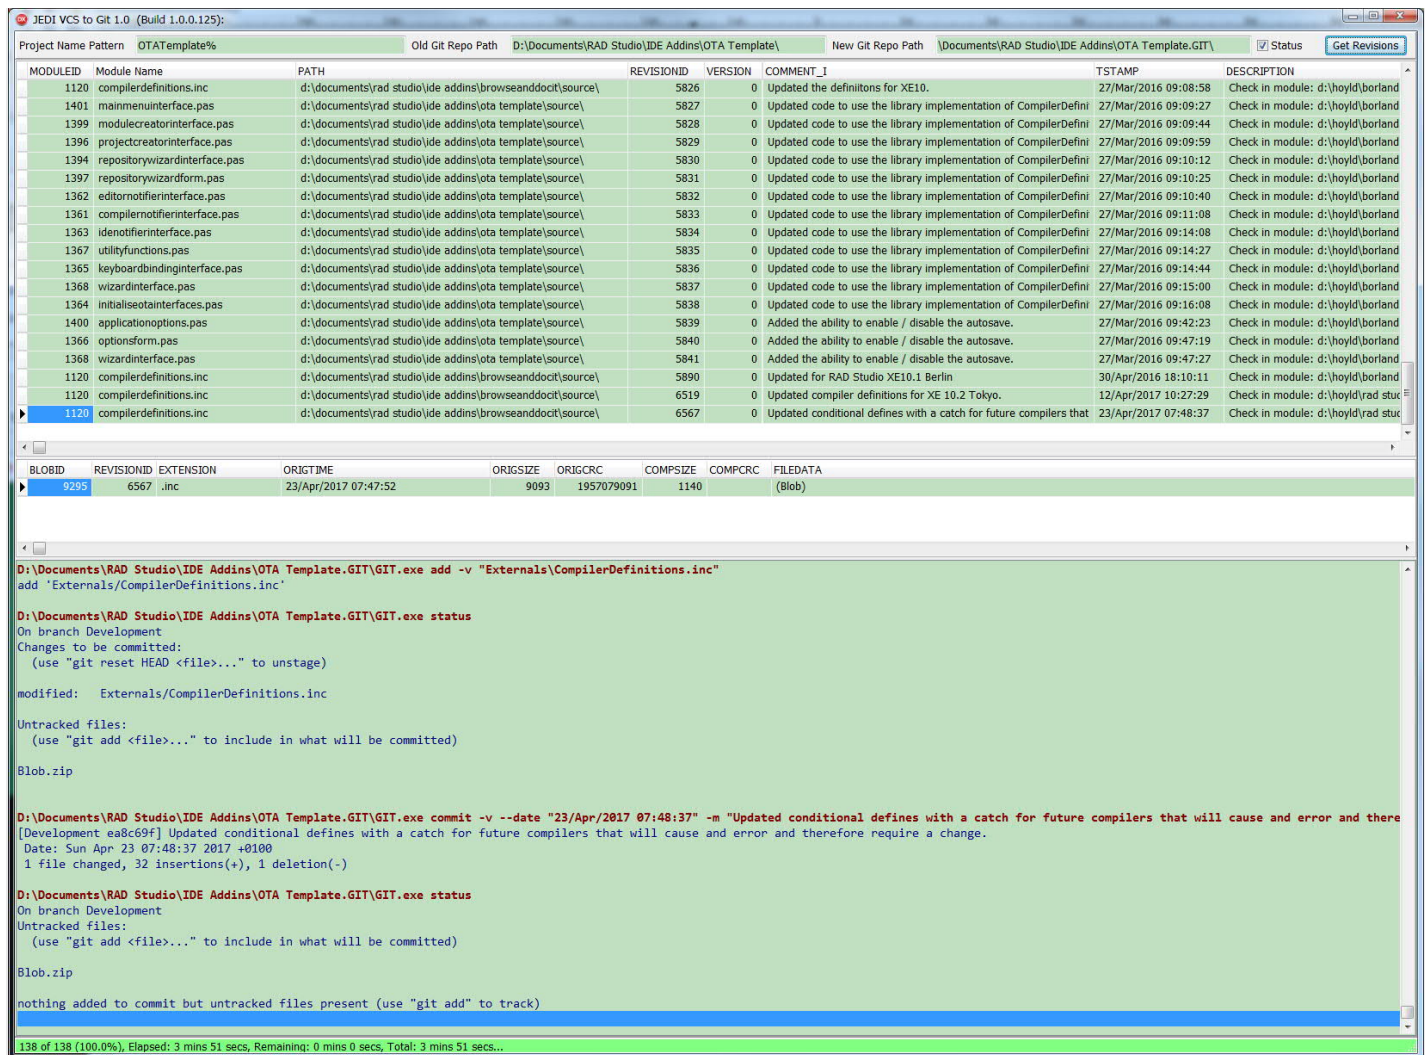 JEDI VCS to Git 1.0 (Build 1.0.0.125):
Project Name Pattern OTATemplate% Old Git Repo Path D:\Documents\RAD Studio\IDE Addins\OTA Template\ New Git Repo Path \Documents\RAD Studio\IDE Addins\OTA Template.GIT\ Status Get Revisions
MODULEID Module Name PATH REVISIONID VERSION COMMENT_I TSTAMP DESCRIPTION
1120 compilerdefinitions.inc d:\documents\rad studio\ide addins\browseanddocit\source\ 5826 0 Updated the definiitons for XE10. 27/Mar/2016 09:08:58 Check in module: d:\hoyld\borland
1401 mainmenuinterface.pas d:\documents\rad studio\ide addins\ota template\source\ 5827 0 Updated code to use the library implementation of CompilerDefini 27/Mar/2016 09:09:27 Check in module: d:\hoyld\borland
1399 modulecreatorinterface.pas d:\documents\rad studio\ide addins\ota template\source\ 5828 0 Updated code to use the library implementation of CompilerDefini 27/Mar/2016 09:09:44 Check in module: d:\hoyld\borland
1396 projectcreatorinterface.pas d:\documents\rad studio\ide addins\ota template\source\ 5829 0 Updated code to use the library implementation of CompilerDefini 27/Mar/2016 09:09:59 Check in module: d:\hoyld\borland
1394 repositorywizardinterface.pas d:\documents\rad studio\ide addins\ota template\source\ 5830 0 Updated code to use the library implementation of CompilerDefini 27/Mar/2016 09:10:12 Check in module: d:\hoyld\borland
1397 repositorywizardform.pas d:\documents\rad studio\ide addins\ota template\source\ 5831 0 Updated code to use the library implementation of CompilerDefini 27/Mar/2016 09:10:25 Check in module: d:\hoyld\borland
1362 editornotifierinterface.pas d:\documents\rad studio\ide addins\ota template\source\ 5832 0 Updated code to use the library implementation of CompilerDefini 27/Mar/2016 09:10:40 Check in module: d:\hoyld\borland
1361 compilernotifierinterface.pas d:\documents\rad studio\ide addins\ota template\source\ 5833 0 Updated code to use the library implementation of CompilerDefini 27/Mar/2016 09:11:08 Check in module: d:\hoyld\borland
1363 idenotifierinterface.pas d:\documents\rad studio\ide addins\ota template\source\ 5834 0 Updated code to use the library implementation of CompilerDefini 27/Mar/2016 09:14:08 Check in module: d:\hoyld\borland
1367 utilityfunctions.pas d:\documents\rad studio\ide addins\ota template\source\ 5835 0 Updated code to use the library implementation of CompilerDefini 27/Mar/2016 09:14:27 Check in module: d:\hoyld\borland
1365 keyboardbindinginterface.pas d:\documents\rad studio\ide addins\ota template\source\ 5836 0 Updated code to use the library implementation of CompilerDefini 27/Mar/2016 09:14:44 Check in module: d:\hoyld\borland
1368 wizardinterface.pas d:\documents\rad studio\ide addins\ota template\source\ 5837 0 Updated code to use the library implementation of CompilerDefini 27/Mar/2016 09:15:00 Check in module: d:\hoyld\borland
1364 initialiseotainterfaces.pas d:\documents\rad studio\ide addins\ota template\source\ 5838 0 Updated code to use the library implementation of CompilerDefini 27/Mar/2016 09:16:08 Check in module: d:\hoyld\borland
1400 applicationoptions.pas d:\documents\rad studio\ide addins\ota template\source\ 5839 0 Added the ability to enable / disable the autosave. 27/Mar/2016 09:42:23 Check in module: d:\hoyld\borland
1366 optionsform.pas d:\documents\rad studio\ide addins\ota template\source\ 5840 0 Added the ability to enable / disable the autosave. 27/Mar/2016 09:47:19 Check in module: d:\hoyld\borland
1368 wizardinterface.pas d:\documents\rad studio\ide addins\ota template\source\ 5841 0 Added the ability to enable / disable the autosave. 27/Mar/2016 09:47:27 Check in module: d:\hoyld\borland
1120 compilerdefinitions.inc d:\documents\rad studio\ide addins\browseanddocit\source\ 5890 0 Updated for RAD Studio XE10.1 Berlin 30/Apr/2016 18:10:11 Check in module: d:\hoyld\borland
1120 compilerdefinitions.inc d:\documents\rad studio\ide addins\browseanddocit\source\ 6519 0 Updated compiler definitions for XE 10.2 Tokyo. 12/Apr/2017 10:27:29 Check in module: d:\hoyld\rad stuc
1120 compilerdefinitions.inc d:\documents\rad studio\ide addins\browseanddocit\source\ 6567 0 Updated conditional defines with a catch for future compilers that 23/Apr/2017 07:48:37 Check in module: d:\hoyld\rad stuc
BLOBID REVISIONID EXTENSION ORIGTIME ORIGSIZE ORIGCRC COMPSIZE COMPCRC FILEDATA
9295 6567 .inc 23/Apr/2017 07:47:52 9093 1957079091 1140 (Blob)
D:\Documents\RAD Studio\IDE Addins\OTA Template.GIT\GIT.exe add -v "Externals\CompilerDefinitions.inc"
add 'Externals/CompilerDefinitions.inc'
D:\Documents\RAD Studio\IDE Addins\OTA Template.GIT\GIT.exe status
On branch Development
Changes to be committed:
(use "git reset HEAD <file>..." to unstage)
modified: Externals/CompilerDefinitions.inc
Untracked files:
(use "git add <file>..." to include in what will be committed)
Blob.zip
D:\Documents\RAD Studio\IDE Addins\OTA Template.GIT\GIT.exe commit -v --date "23/Apr/2017 07:48:37" -m "Updated conditional defines with a catch for future compilers that will cause and error and there
[Development ea8c69f] Updated conditional defines with a catch for future compilers that will cause and error and therefore require a change.
Date: Sun Apr 23 07:48:37 2017 +0100
1 file changed, 32 insertions(+), 1 deletion(-)
D:\Documents\RAD Studio\IDE Addins\OTA Template.GIT\GIT.exe status
On branch Development
Untracked files:
(use "git add <file>..." to include in what will be committed)
Blob.zip
nothing added to commit but untracked files present (use "git add" to track)
138 of 138 (100.0%), Elapsed: 3 mins 51 secs, Remaining: 0 mins 0 secs, Total: 3 mins 51 secs...